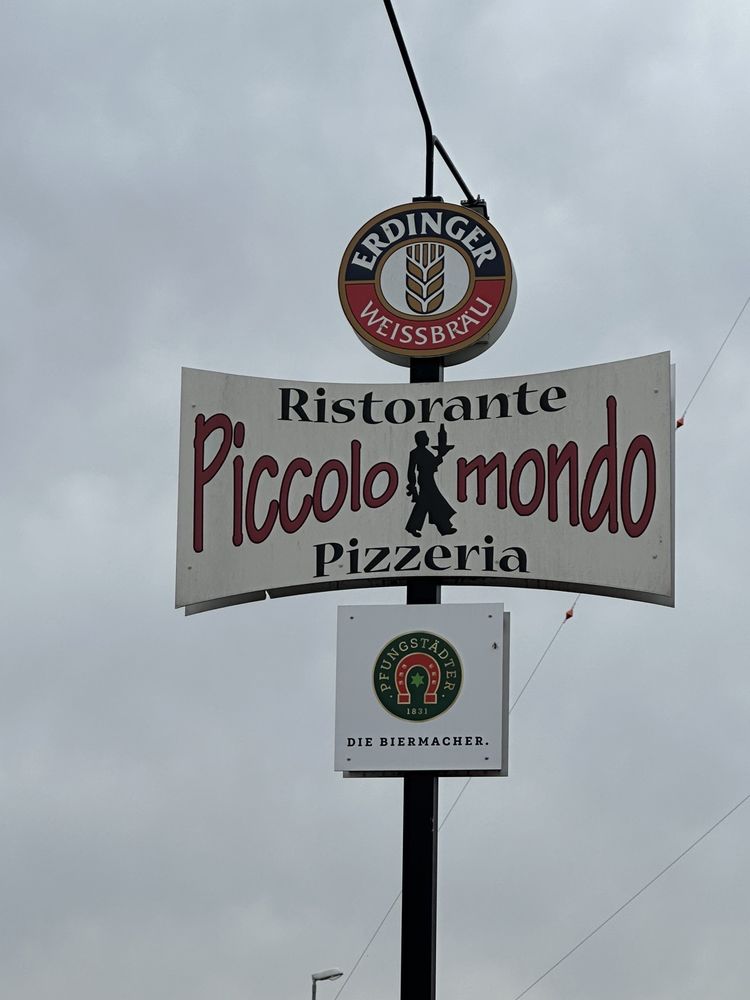 ERDINGER
WEISSBRÄU
Ristorante
Piccolo mondo
Pizzeria
PFUNGSTÄDTER
1831
DIE BIERMACHER.